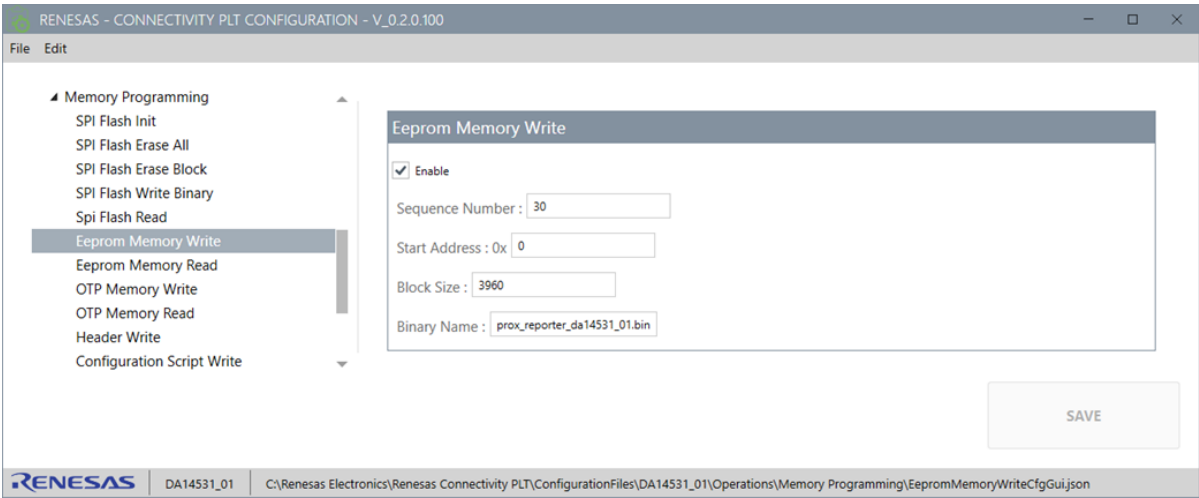 RENESAS - CONNECTIVITY PLT CONFIGURATION - V_0.2.0.100
File Edit
Memory Programming
SPI Flash Init
SPI Flash Erase All
SPI Flash Erase Block
SPI Flash Write Binary
Spi Flash Read
Eeprom Memory Write
Eeprom Memory Read
OTP Memory Write
OTP Memory Read
Header Write
Configuration Script Write
Eeprom Memory Write
Enable
Sequence Number : 30
Start Address : 0x 0
Block Size : 3960
Binary Name : prox_reporter_da14531_01.bin
SAVE
RENESAS DA14531_01 C:\Renesas Electronics\Renesas Connectivity PLT\ConfigurationFiles\DA14531_01\Operations\Memory Programming\EepromMemoryWriteCfgGui.json